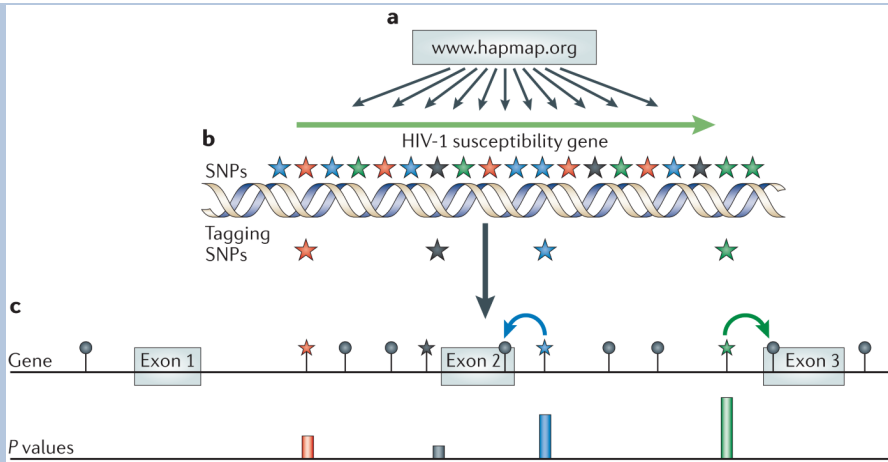 a
www.hapmap.org
b
HIV-1 susceptibility gene
SNPs
Tagging
SNPs
c
Gene
Exon 1
Exon 2
Exon 3
P values